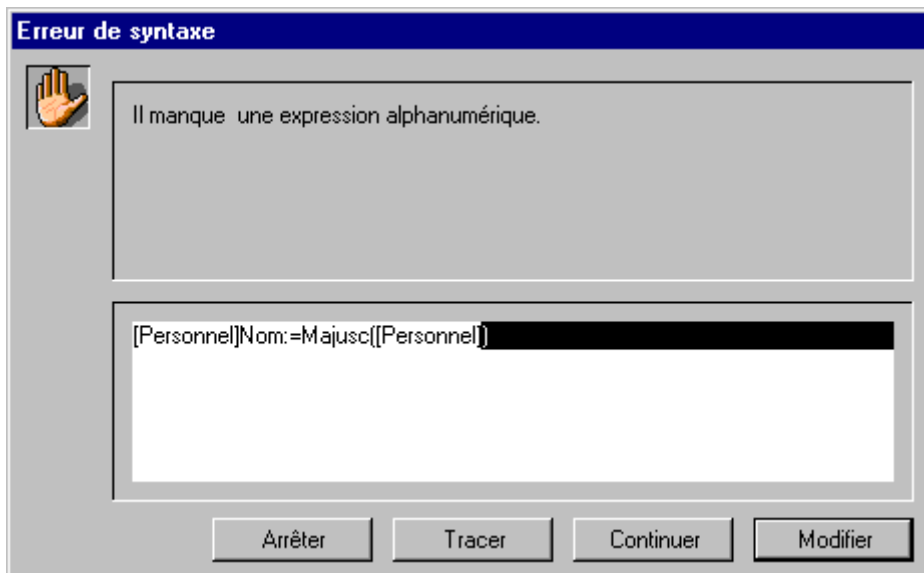 Erreur de syntaxe
Il manque  une expression alphanumérique.
[Personnel]Nom:=Majusc([Personnel])
Arrêter
Tracer
Continuer
Modifier